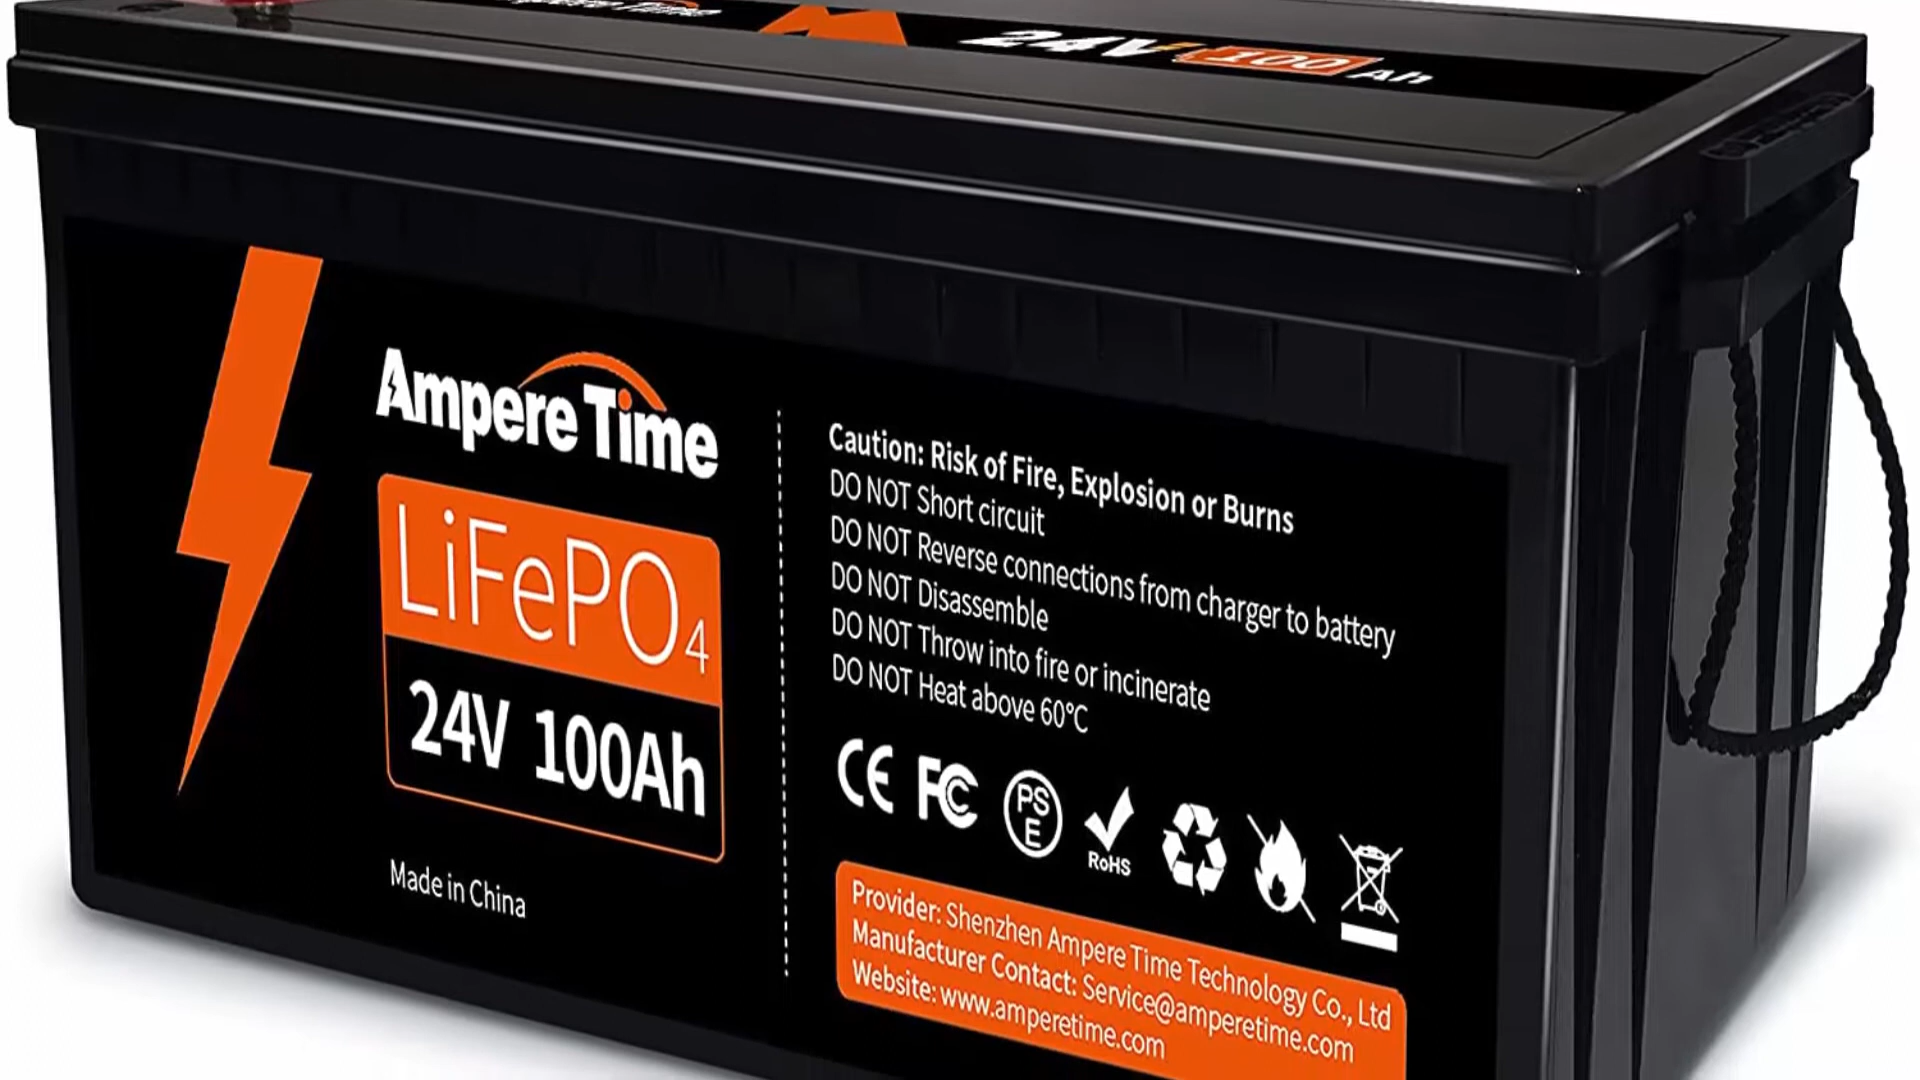 24V 100 Ah
Ampere Time
LiFePO4
24V 100Ah
Made in China
Caution: Risk of Fire, Explosion or Burns
DO NOT Short circuit
DO NOT Reverse connections from charger to battery
DO NOT Disassemble
DO NOT Throw into fire or incinerate
DO NOT Heat above 60°C
CE FC PS E RoHS
Provider: Shenzhen Ampere Time Technology Co., Ltd
Manufacturer Contact: Service@amperetime.com
Website: www.amperetime.com